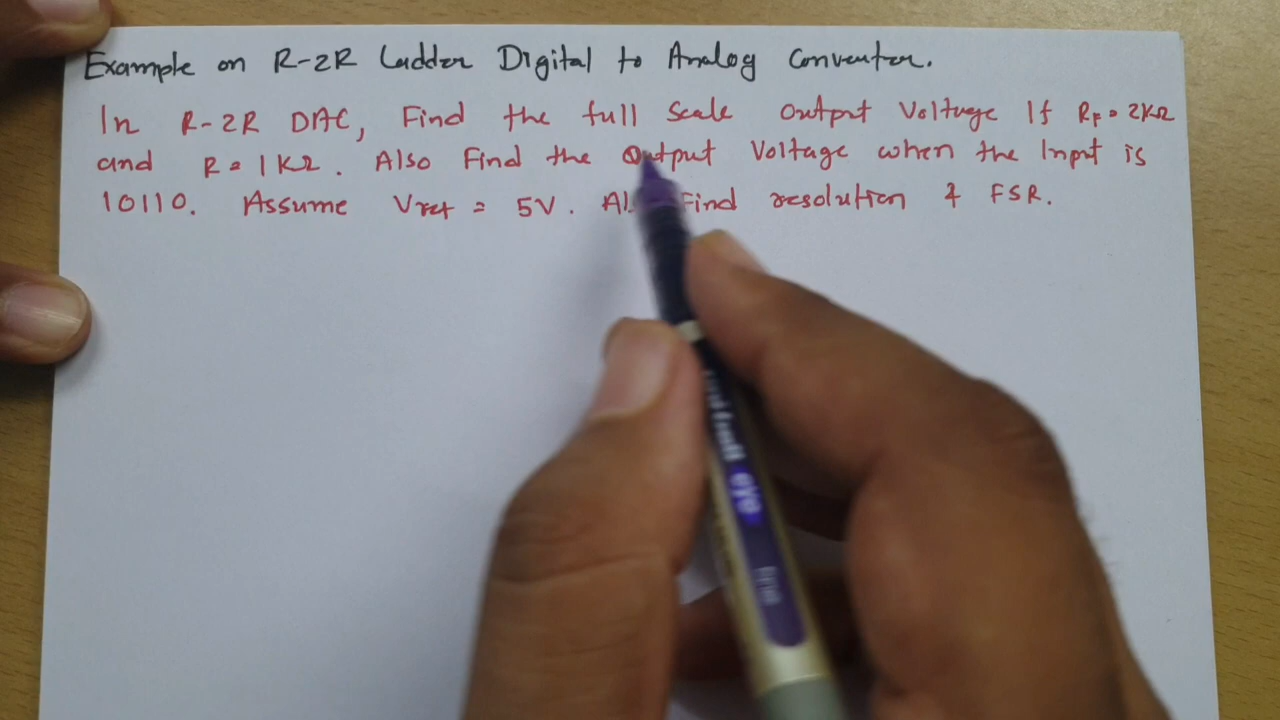 Example on R-2R Ladder Digital to Analog Converter.
In R-2R DAC, Find the full Scale Output Voltage If RF = 2KΩ
and R = 1KΩ. Also Find the Output Voltage when the Input is
10110. Assume Vref = 5V. Find resolution & FSR.
eye
fine